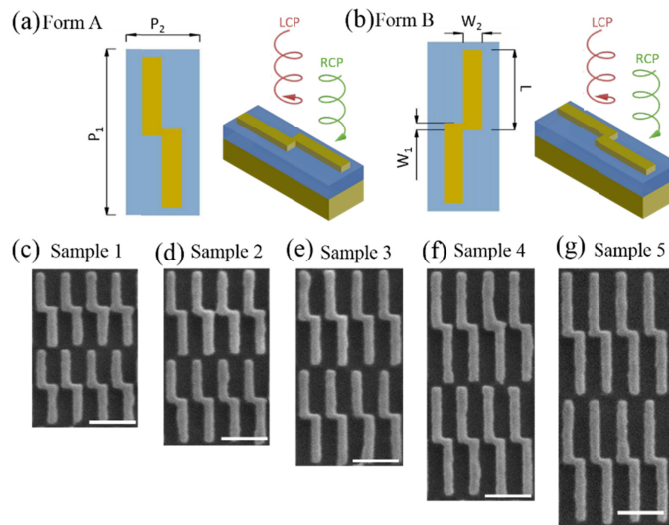 (a) Form A
P₂
LCP
RCP
P₁
(b) Form B
W₂
L
W₁
LCP
RCP
(c) Sample 1
(d) Sample 2
(e) Sample 3
(f) Sample 4
(g) Sample 5